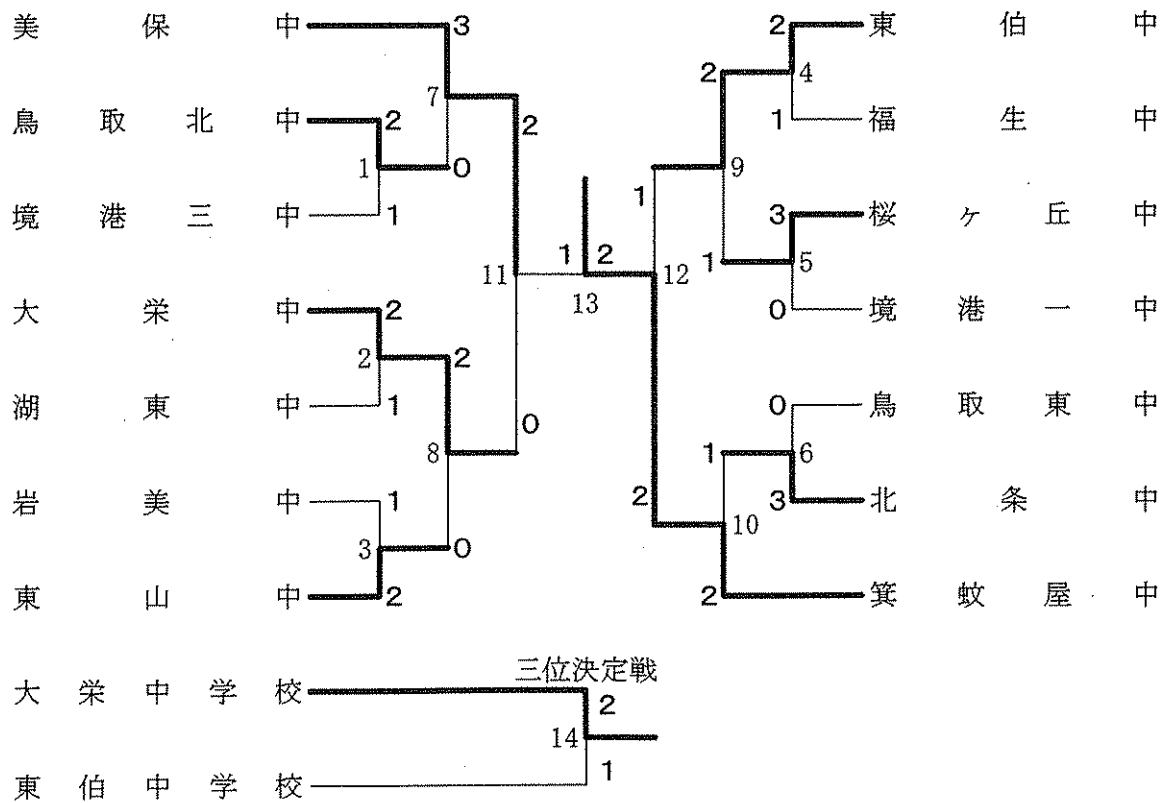 美保中 3 2 東伯中
7 2 2 4
鳥取北中 2 1 福生中
1 0 1 9
境港三中 1 3 桜ヶ丘中
11 1 2 12 1 5
大栄中 2 13 0 境港一中
2 2
湖東中 1 0 0 鳥取東中
8 1 6
岩美中 1 2 3 北条中
3 0 10
東山中 2 2 箕蚊屋中
三位決定戦
大栄中学校 2
14
東伯中学校 1